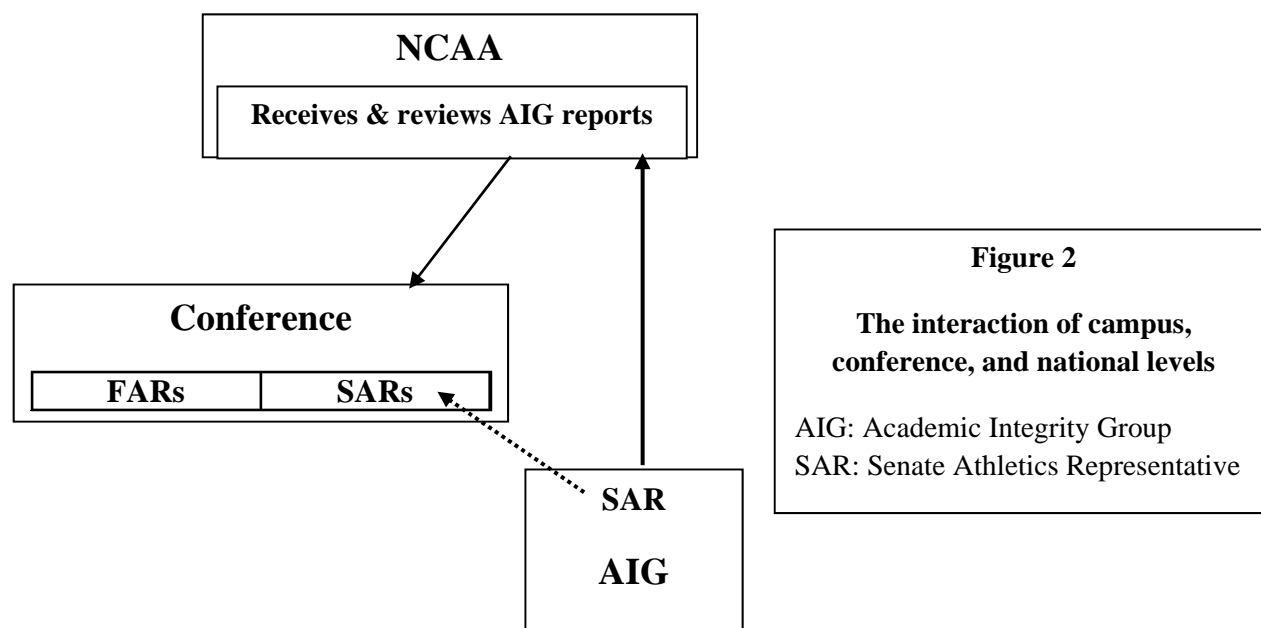 NCAA
Receives & reviews AIG reports
Conference
FARs
SARs
SAR
AIG
Figure 2
The interaction of campus,
conference, and national levels
AIG: Academic Integrity Group
SAR: Senate Athletics Representative